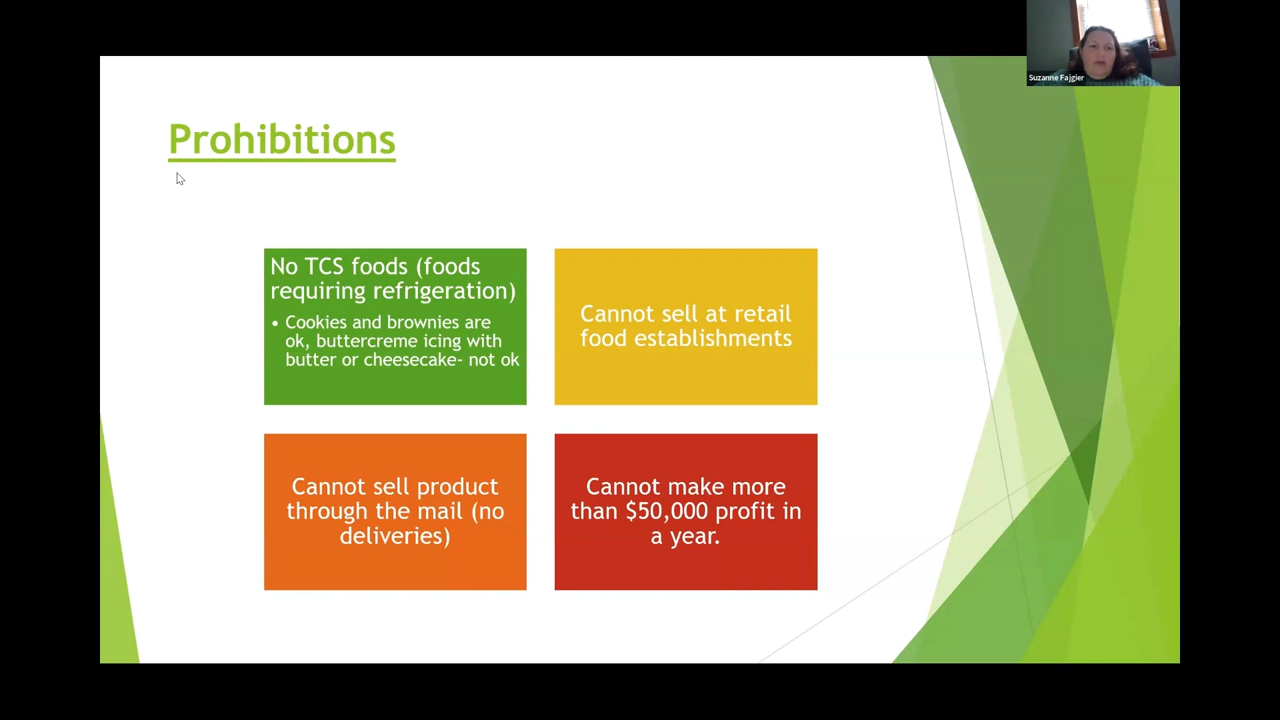 Suzanne Fajgier
Prohibitions
No TCS foods (foods
requiring refrigeration)
• Cookies and brownies are
ok, buttercreme icing with
butter or cheesecake- not ok
Cannot sell at retail
food establishments
Cannot sell product
through the mail (no
deliveries)
Cannot make more
than $50,000 profit in
a year.